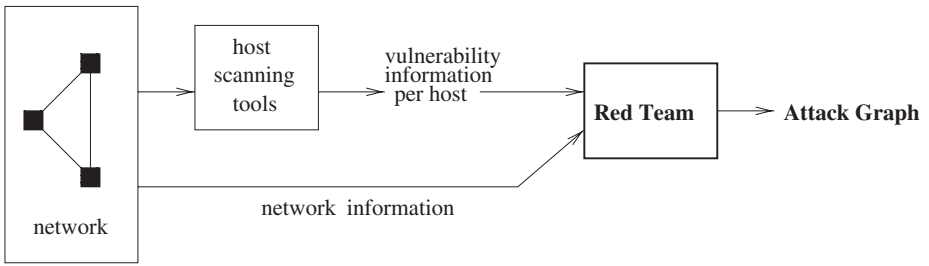 host
scanning
tools
vulnerability
information
per host
Red Team
Attack Graph
network
network information